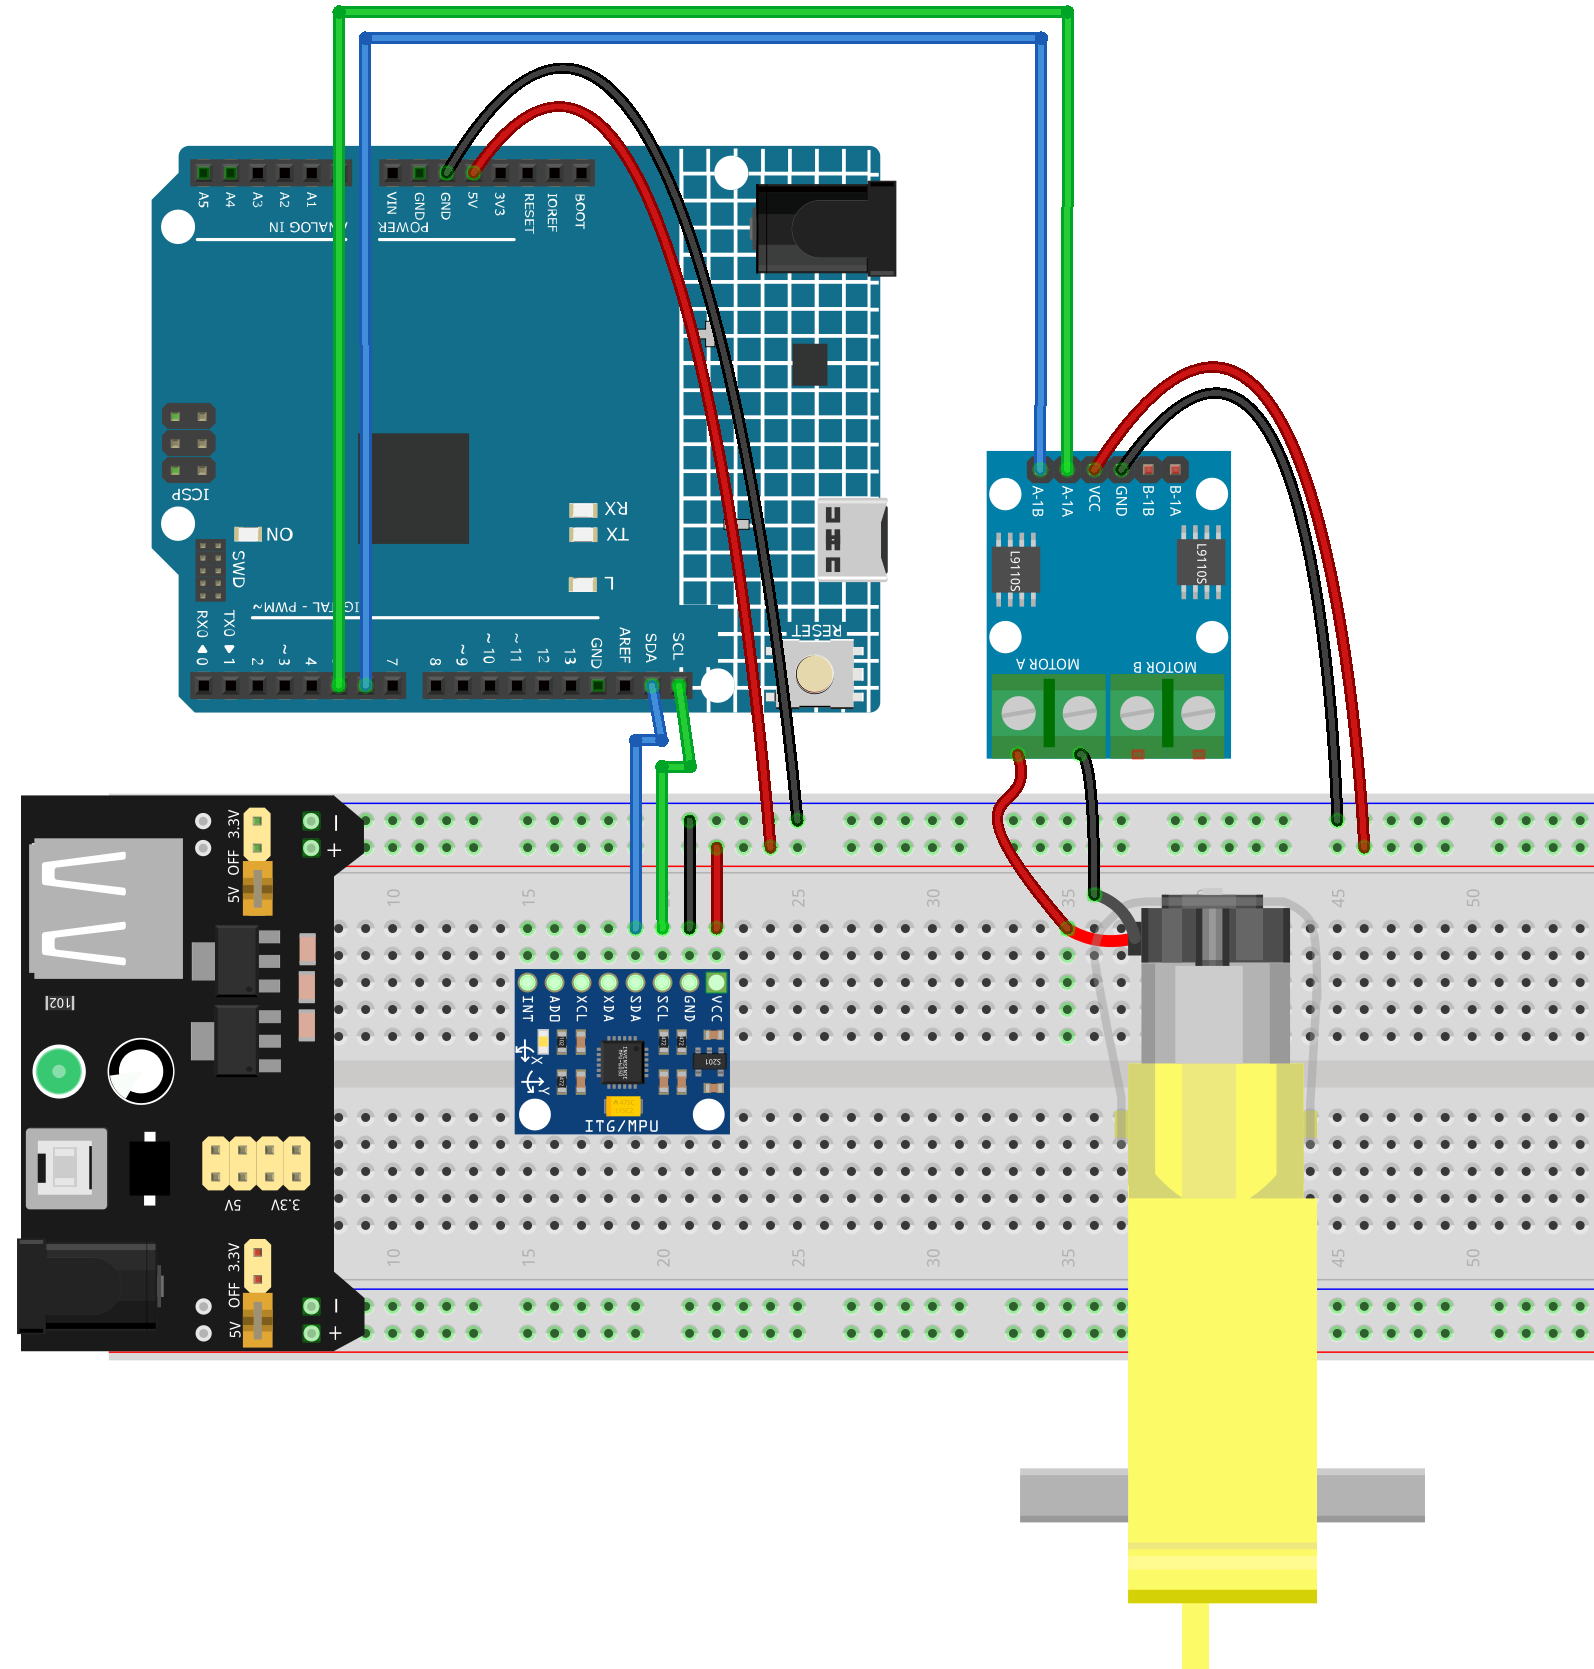 A5 A4 A3 A2 A1
VIN GND GND 5V 3V3 RESET IOREF BOOT
ANALOG IN
POWER
ICSP
ON
SWD
RX
TX
L
DIGITAL - PWM~
RX0 TX0
0 1 2 ~3 4 7 8 ~9 ~10 ~11 12 13 GND AREF SDA SCL
RESET
A-1B A-1A VCC GND B-1B B-1A
L9110S
L9110S
MOTOR A
MOTOR B
5V OFF 3.3V
- 
+
102
5V
3.3V
5V OFF 3.3V
-
+
10 15 25 30 35 45 50
INT AD0 XCL XDA SDA SCL GND VCC
X
Y
S201
ITG/MPU
10 15 20 25 30 35 45 50